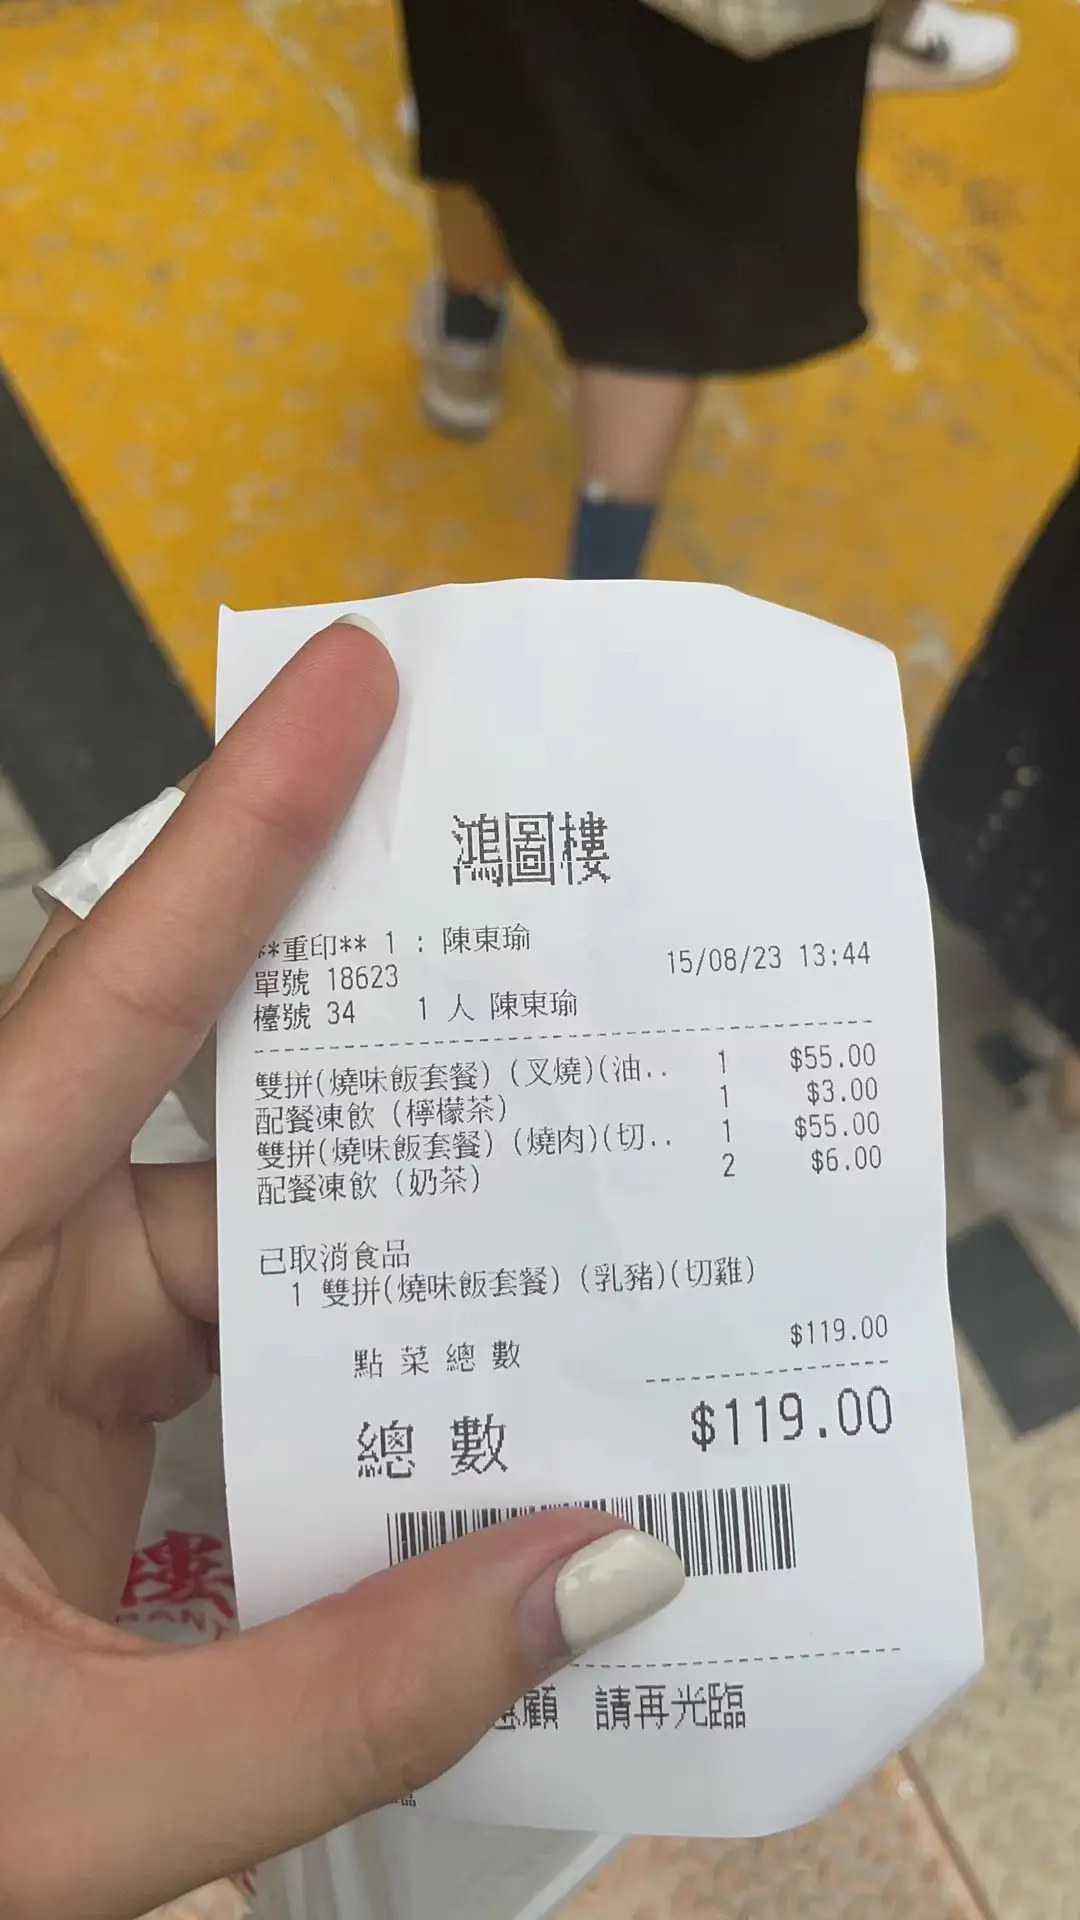 鴻圖樓
**重印** 1 : 陳東瑜
單號 18623 15/08/23 13:44
檯號 34 1 人 陳東瑜
雙拼(燒味飯套餐) (叉燒)(油.. 1 $55.00
配餐凍飲 (檸檬茶) 1 $3.00
雙拼(燒味飯套餐) (燒肉)(切.. 1 $55.00
配餐凍飲 (奶茶) 2 $6.00
已取消食品
1 雙拼(燒味飯套餐) (乳豬)(切雞)
點菜總數 $119.00
總數 $119.00
顧 請再光臨
樓